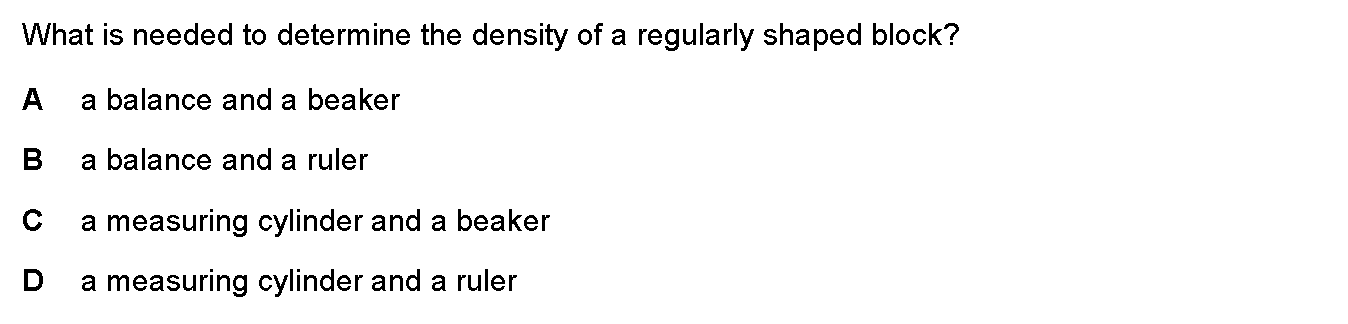 What is needed to determine the density of a regularly shaped block?
A a balance and a beaker
B a balance and a ruler
C a measuring cylinder and a beaker
D a measuring cylinder and a ruler